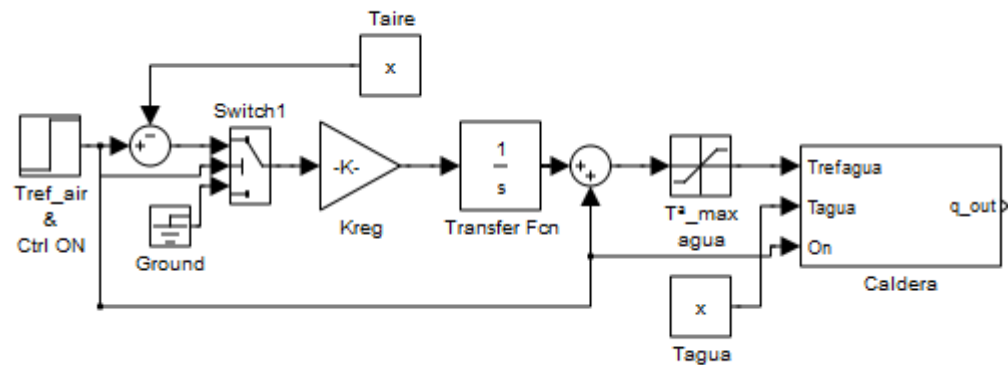 Taire
x
Switch1
Tref_air
&
Ctrl ON
Ground
-K-
Kreg
1
s
Transfer Fcn
Tª_max
agua
x
Tagua
Trefagua
Tagua
On
q_out
Caldera